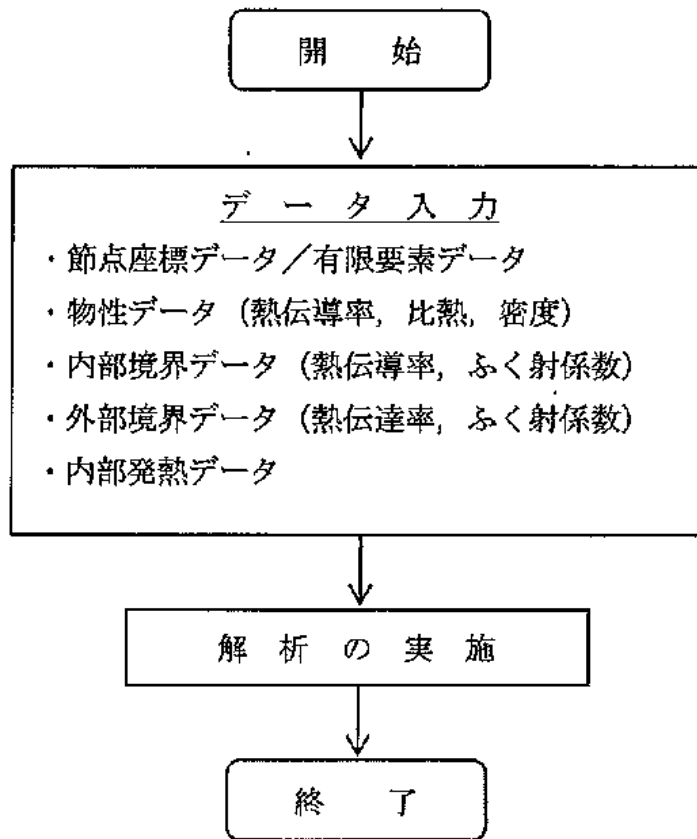 開始
データ入力
・節点座標データ／有限要素データ
・物性データ（熱伝導率，比熱，密度）
・内部境界データ（熱伝導率，ふく射係数）
・外部境界データ（熱伝達率，ふく射係数）
・内部発熱データ
解析の実施
終了